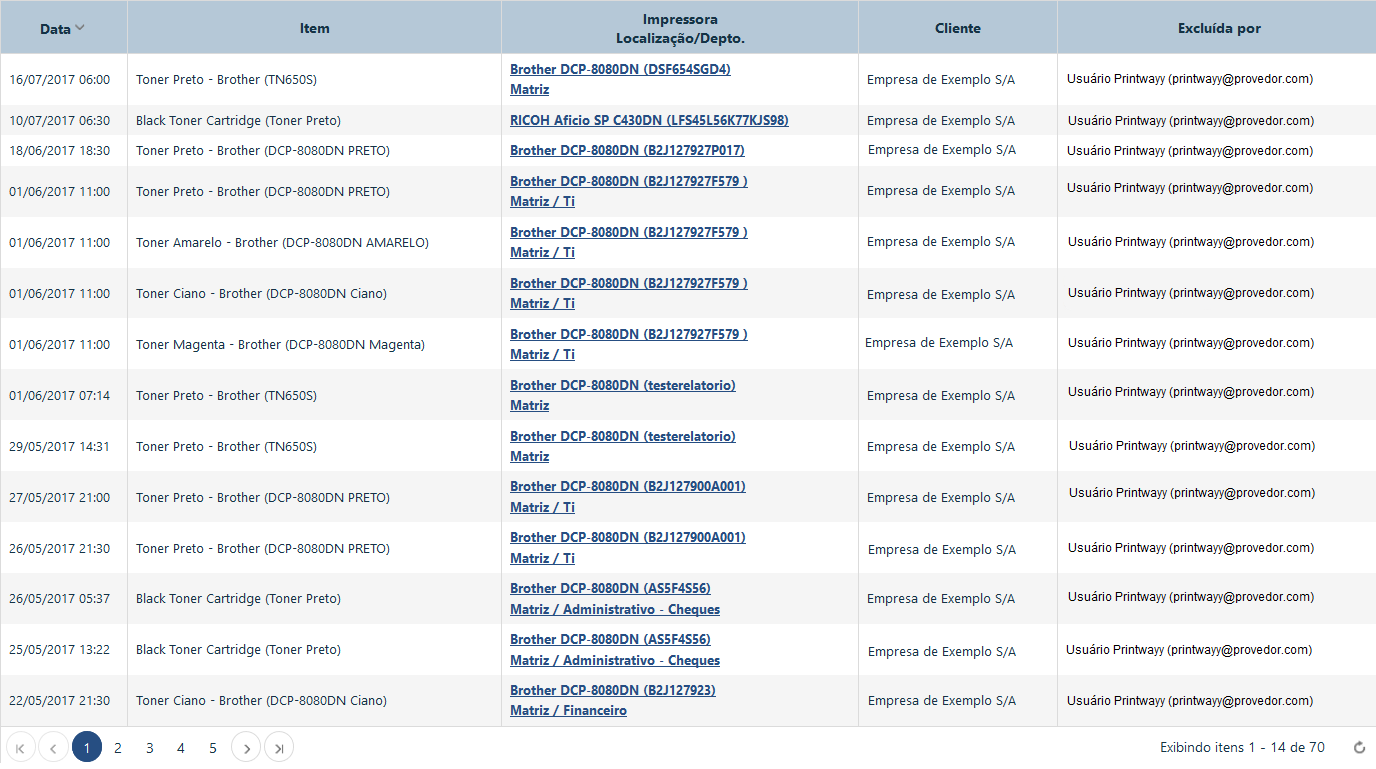 Data Item Impressora Localização/Depto. Cliente Excluída por
16/07/2017 06:00 Toner Preto - Brother (TN650S) Brother DCP-8080DN (DSF654SGD4) Empresa de Exemplo S/A Usuário Printwayy (printwayy@provedor.com)
Matriz
10/07/2017 06:30 Black Toner Cartridge (Toner Preto) RICOH Aficio SP C430DN (LFS45L56K77KJS98) Empresa de Exemplo S/A Usuário Printwayy (printwayy@provedor.com)
18/06/2017 18:30 Toner Preto - Brother (DCP-8080DN PRETO) Brother DCP-8080DN (B2J127927P017) Empresa de Exemplo S/A Usuário Printwayy (printwayy@provedor.com)
01/06/2017 11:00 Toner Preto - Brother (DCP-8080DN PRETO) Brother DCP-8080DN (B2J127927F579 ) Empresa de Exemplo S/A Usuário Printwayy (printwayy@provedor.com)
Matriz / Ti
01/06/2017 11:00 Toner Amarelo - Brother (DCP-8080DN AMARELO) Brother DCP-8080DN (B2J127927F579 ) Empresa de Exemplo S/A Usuário Printwayy (printwayy@provedor.com)
Matriz / Ti
01/06/2017 11:00 Toner Ciano - Brother (DCP-8080DN Ciano) Brother DCP-8080DN (B2J127927F579 ) Empresa de Exemplo S/A Usuário Printwayy (printwayy@provedor.com)
Matriz / Ti
01/06/2017 11:00 Toner Magenta - Brother (DCP-8080DN Magenta) Brother DCP-8080DN (B2J127927F579 ) Empresa de Exemplo S/A Usuário Printwayy (printwayy@provedor.com)
Matriz / Ti
01/06/2017 07:14 Toner Preto - Brother (TN650S) Brother DCP-8080DN (testerelatorio) Empresa de Exemplo S/A Usuário Printwayy (printwayy@provedor.com)
Matriz
29/05/2017 14:31 Toner Preto - Brother (TN650S) Brother DCP-8080DN (testerelatorio) Empresa de Exemplo S/A Usuário Printwayy (printwayy@provedor.com)
Matriz
27/05/2017 21:00 Toner Preto - Brother (DCP-8080DN PRETO) Brother DCP-8080DN (B2J127900A001) Empresa de Exemplo S/A Usuário Printwayy (printwayy@provedor.com)
Matriz / Ti
26/05/2017 21:30 Toner Preto - Brother (DCP-8080DN PRETO) Brother DCP-8080DN (B2J127900A001) Empresa de Exemplo S/A Usuário Printwayy (printwayy@provedor.com)
Matriz / Ti
26/05/2017 05:37 Black Toner Cartridge (Toner Preto) Brother DCP-8080DN (AS5F4S56) Empresa de Exemplo S/A Usuário Printwayy (printwayy@provedor.com)
Matriz / Administrativo - Cheques
25/05/2017 13:22 Black Toner Cartridge (Toner Preto) Brother DCP-8080DN (AS5F4S56) Empresa de Exemplo S/A Usuário Printwayy (printwayy@provedor.com)
Matriz / Administrativo - Cheques
22/05/2017 21:30 Toner Ciano - Brother (DCP-8080DN Ciano) Brother DCP-8080DN (B2J127923) Empresa de Exemplo S/A Usuário Printwayy (printwayy@provedor.com)
Matriz / Financeiro
1 2 3 4 5 Exibindo itens 1 - 14 de 70